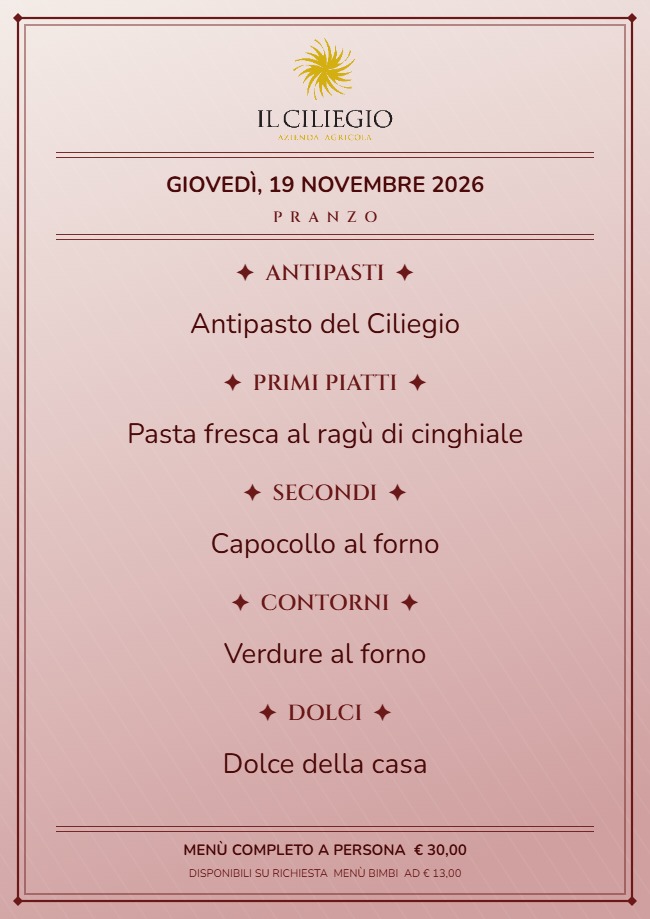 IL CILIEGIO
AZIENDA AGRICOLA
GIOVEDÌ, 19 NOVEMBRE 2026
PRANZO
ANTIPASTI
Antipasto del Ciliegio
PRIMI PIATTI
Pasta fresca al ragù di cinghiale
SECONDI
Capocollo al forno
CONTORNI
Verdure al forno
DOLCI
Dolce della casa
MENÙ COMPLETO A PERSONA € 30,00
DISPONIBILI SU RICHIESTA MENÙ BIMBI AD € 13,00